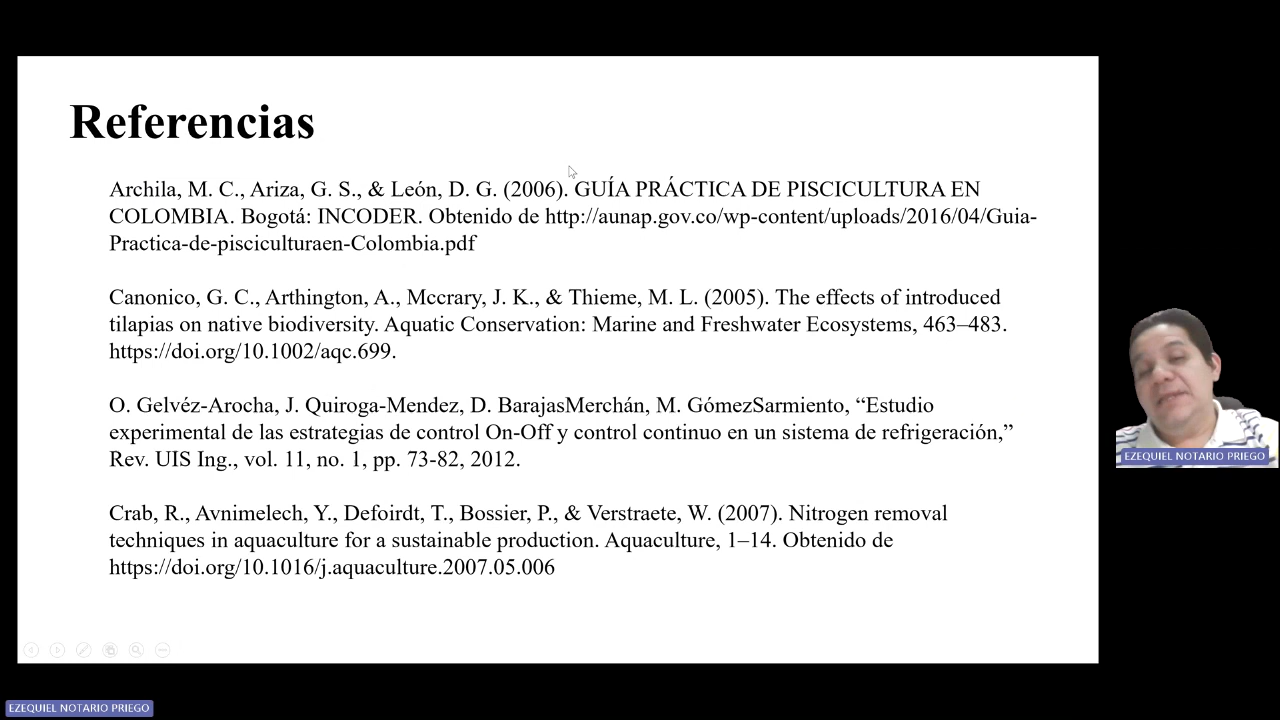 Referencias
Archila, M. C., Ariza, G. S., & León, D. G. (2006). GUÍA PRÁCTICA DE PISCICULTURA EN
COLOMBIA. Bogotá: INCODER. Obtenido de http://aunap.gov.co/wp-content/uploads/2016/04/Guia-
Practica-de-pisciculturaen-Colombia.pdf
Canonico, G. C., Arthington, A., Mccrary, J. K., & Thieme, M. L. (2005). The effects of introduced
tilapias on native biodiversity. Aquatic Conservation: Marine and Freshwater Ecosystems, 463–483.
https://doi.org/10.1002/aqc.699.
O. Gelvéz-Arocha, J. Quiroga-Mendez, D. BarajasMerchán, M. GómezSarmiento, “Estudio
experimental de las estrategias de control On-Off y control continuo en un sistema de refrigeración,”
Rev. UIS Ing., vol. 11, no. 1, pp. 73-82, 2012.
Crab, R., Avnimelech, Y., Defoirdt, T., Bossier, P., & Verstraete, W. (2007). Nitrogen removal
techniques in aquaculture for a sustainable production. Aquaculture, 1–14. Obtenido de
https://doi.org/10.1016/j.aquaculture.2007.05.006
EZEQUIEL NOTARIO PRIEGO
EZEQUIEL NOTARIO PRIEGO